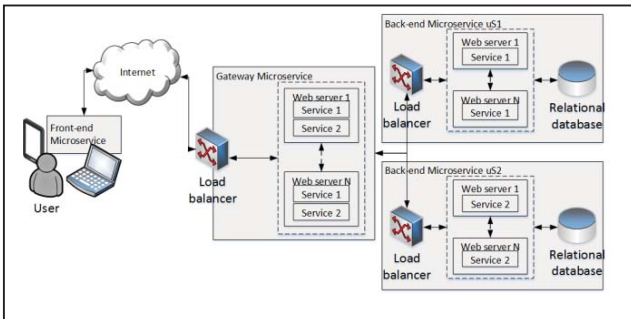 Internet
Front-end
Microservice
User
Gateway Microservice
Load
balancer
Web server 1
Service 1
Service 2
Web server N
Service 1
Service 2
Back-end Microservice uS1
Load
balancer
Web server 1
Service 1
Web server N
Service 1
Relational
database
Back-end Microservice uS2
Load
balancer
Web server 1
Service 2
Web server N
Service 2
Relational
database